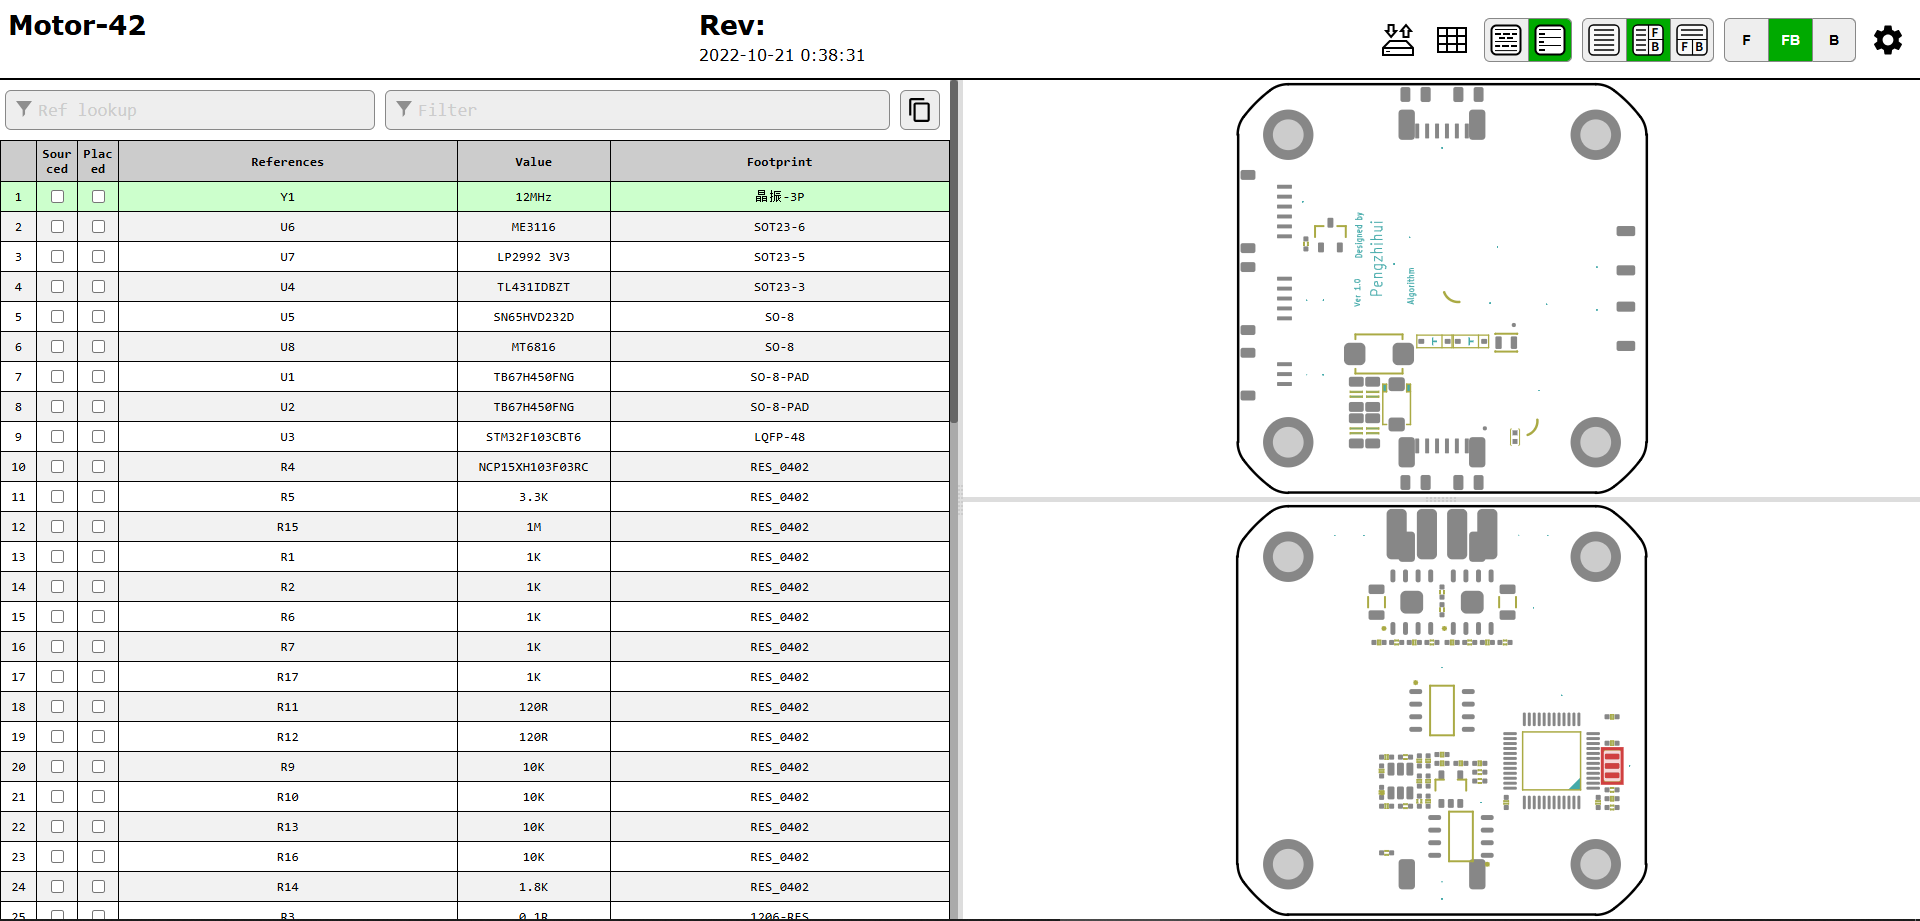 Motor-42
Rev:
2022-10-21 0:38:31
F
B
F B
F FB B
Ref lookup
Filter
Sour
ced
Plac
ed
References Value Footprint
1 Y1 12MHz 晶振-3P
2 U6 ME3116 SOT23-6
3 U7 LP2992 3V3 SOT23-5
4 U4 TL431IDBZT SOT23-3
5 U5 SN65HVD232D SO-8
6 U8 MT6816 SO-8
7 U1 TB67H450FNG SO-8-PAD
8 U2 TB67H450FNG SO-8-PAD
9 U3 STM32F103CBT6 LQFP-48
10 R4 NCP15XH103F03RC RES_0402
11 R5 3.3K RES_0402
12 R15 1M RES_0402
13 R1 1K RES_0402
14 R2 1K RES_0402
15 R6 1K RES_0402
16 R7 1K RES_0402
17 R17 1K RES_0402
18 R11 120R RES_0402
19 R12 120R RES_0402
20 R9 10K RES_0402
21 R10 10K RES_0402
22 R13 10K RES_0402
23 R16 10K RES_0402
24 R14 1.8K RES_0402
25 R3 0.1R 1206-RES
Ver 1.0 Designed by
Pengzhihui
Algorithm